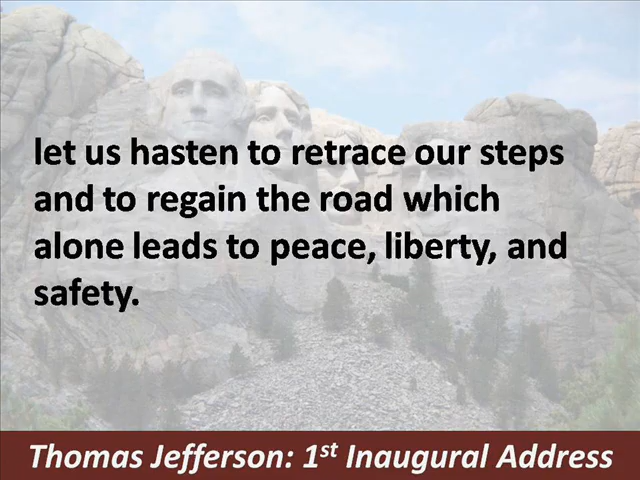 let us hasten to retrace our steps
and to regain the road which
alone leads to peace, liberty, and
safety.
Thomas Jefferson: 1st Inaugural Address